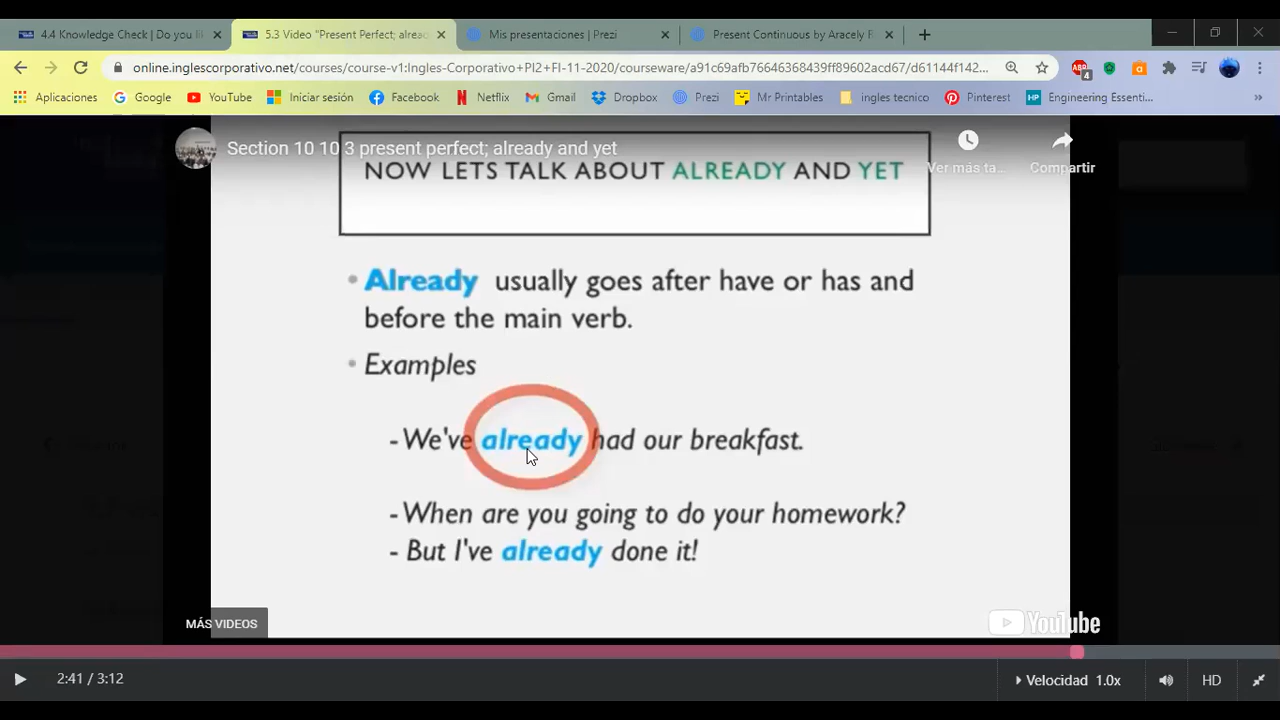 4.4 Knowledge Check | Do you li
5.3 Video "Present Perfect; alread
Mis presentaciones | Prezi
Present Continuous by Aracely R
online.inglescorporativo.net/courses/course-v1:Ingles-Corporativo+PI2+FI-11-2020/courseware/a91c69afb76646368439ff89602acd67/d61144f142...
ABP
4
Aplicaciones
Google
YouTube
Iniciar sesión
Facebook
Netflix
Gmail
Dropbox
Prezi
Mr Printables
ingles tecnico
Pinterest
HP
Engineering Essenti...
Section 10 10 3 present perfect; already and yet
Ver más ta...
Compartir
NOW LETS TALK ABOUT ALREADY AND YET
• Already usually goes after have or has and
before the main verb.
• Examples
- We've already had our breakfast.
- When are you going to do your homework?
- But I've already done it!
MÁS VIDEOS
YouTube
2:41 / 3:12
Velocidad 1.0x
HD